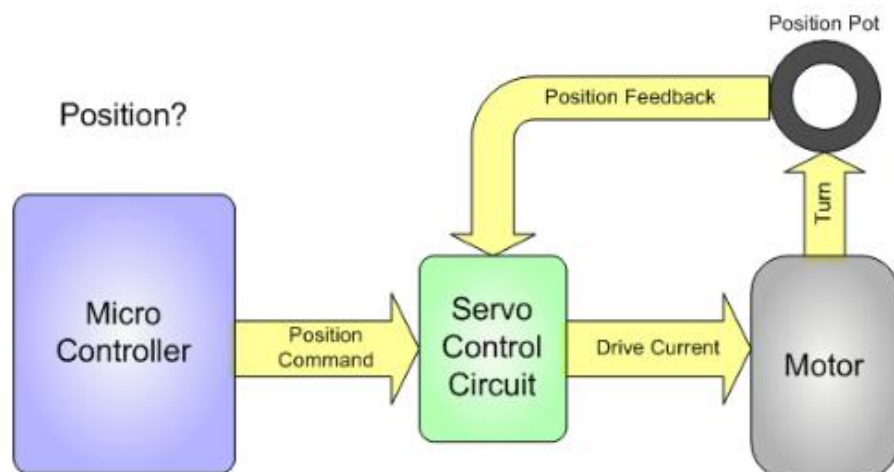 Position Pot
Position Feedback
Position?
Turn
Micro
Controller
Position
Command
Servo
Control
Circuit
Drive Current
Motor